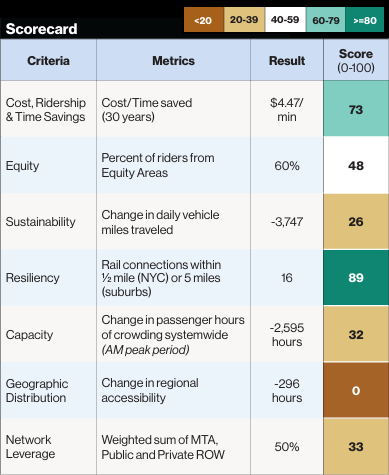 Scorecard
<20 20-39 40-59 60-79 >=80
Criteria Metrics Result Score
(0-100)
Cost, Ridership
& Time Savings
Cost/Time saved
(30 years)
$4.47/
min
73
Equity
Percent of riders from
Equity Areas
60%
48
Sustainability
Change in daily vehicle
miles traveled
-3,747
26
Resiliency
Rail connections within
½ mile (NYC) or 5 miles
(suburbs)
16
89
Capacity
Change in passenger hours
of crowding systemwide
(AM peak period)
-2,595
hours
32
Geographic
Distribution
Change in regional
accessibility
-296
hours
0
Network
Leverage
Weighted sum of MTA,
Public and Private ROW
50%
33